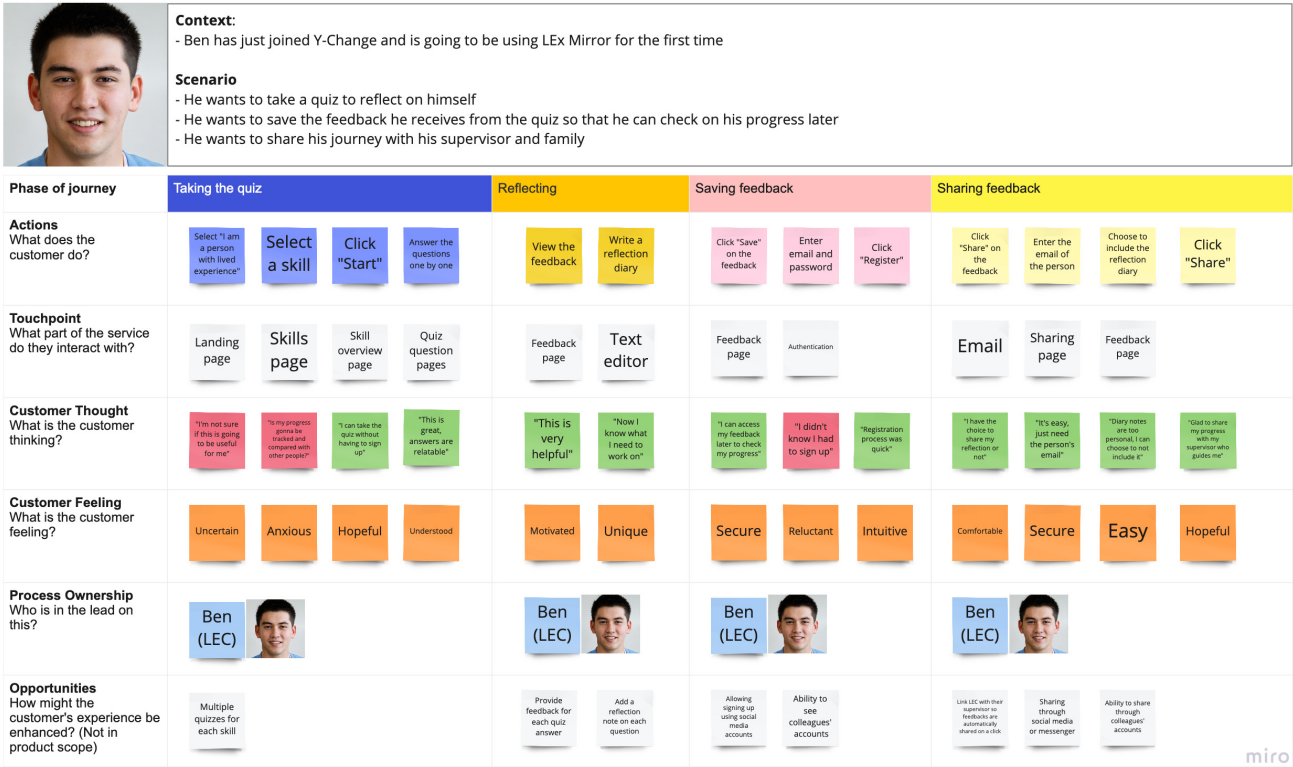 Context:
- Ben has just joined Y-Change and is going to be using LEx Mirror for the first time
Scenario
- He wants to take a quiz to reflect on himself
- He wants to save the feedback he receives from the quiz so that he can check on his progress later
- He wants to share his journey with his supervisor and family
Phase of journey
Taking the quiz
Reflecting
Saving feedback
Sharing feedback
Actions
What does the
customer do?
Select "I am
a person
with lived
experience"
Select
a skill
Click
"Start"
Answer the
questions
one by one
View the
feedback
Write a
reflection
diary
Click "Save"
on the
feedback
Enter
email and
password
Click
"Register"
Click
"Share" on
the
feedback
Enter the
email of
the person
Choose to
include the
reflection
diary
Click
"Share"
Touchpoint
What part of the service
do they interact with?
Landing
page
Skills
page
Skill
overview
page
Quiz
question
pages
Feedback
page
Text
editor
Feedback
page
Authentication
Email
Sharing
page
Feedback
page
Customer Thought
What is the customer
thinking?
"I'm not sure
if this is going
to be useful
for me"
"Is my progress
gonna be
tracked and
compared with
other people?"
"I can take the
quiz without
having to sign
up"
"This is
great,
answers are
relatable"
"This is
very
helpful"
"Now I
know what
I need to
work on"
"I can access
my feedback
later to check
my progress"
"I didn't
know I had
to sign up"
"Registration
process was
quick"
"I have the
choice to
share my
reflection or
not"
"It's easy,
just need
the person's
email"
"Diary notes
are too
personal, I can
choose to not
include it"
"Glad to share
my progress
with my
supervisor who
guides me"
Customer Feeling
What is the customer
feeling?
Uncertain
Anxious
Hopeful
Understood
Motivated
Unique
Secure
Reluctant
Intuitive
Comfortable
Secure
Easy
Hopeful
Process Ownership
Who is in the lead on
this?
Ben
(LEC)
Ben
(LEC)
Ben
(LEC)
Ben
(LEC)
Opportunities
How might the
customer's experience be
enhanced? (Not in
product scope)
Multiple
quizzes for
each skill
Provide
feedback for
each quiz
answer
Add a
reflection
note on each
question
Allowing
signing up
using social
media
accounts
Ability to
see
colleagues'
accounts
Link LEC with their
supervisor so
feedbacks are
automatically
shared on a click
Sharing
through
social media
or messenger
Ability to share
through
colleagues'
accounts
miro